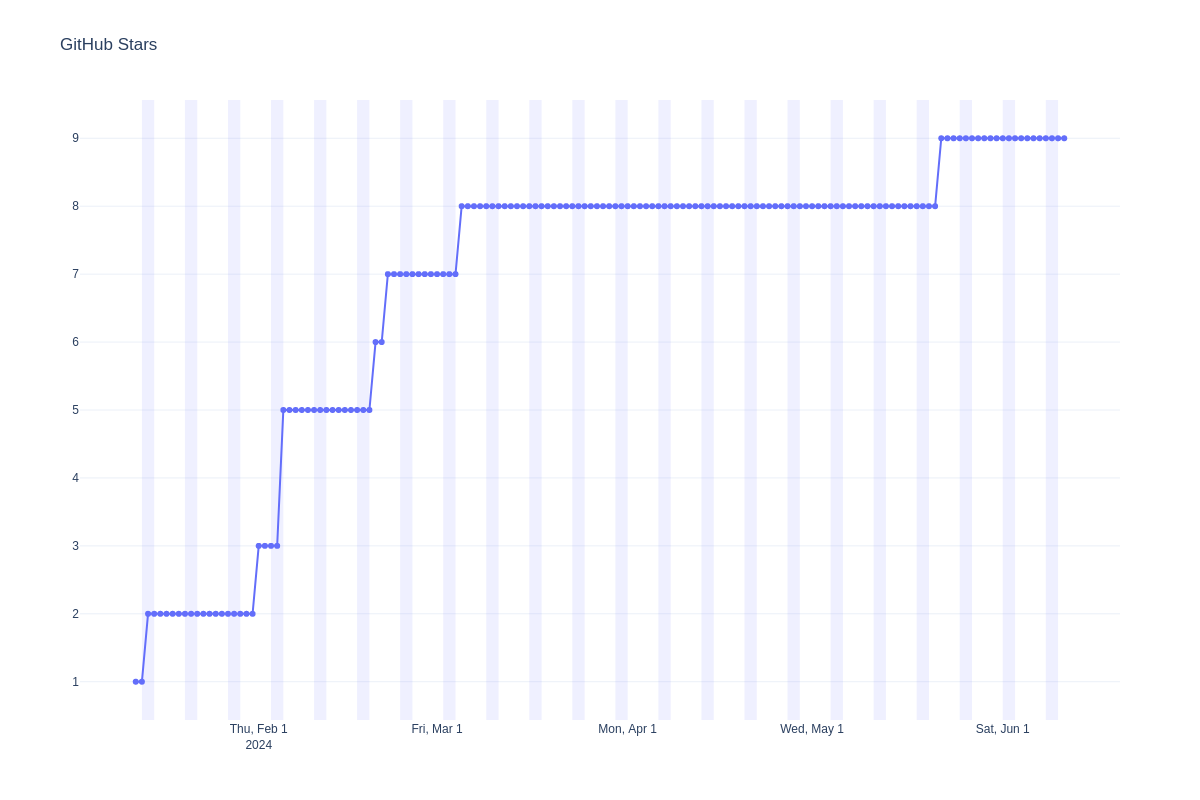 GitHub Stars
9
8
7
6
5
4
3
2
1
Thu, Feb 1
2024
Fri, Mar 1
Mon, Apr 1
Wed, May 1
Sat, Jun 1